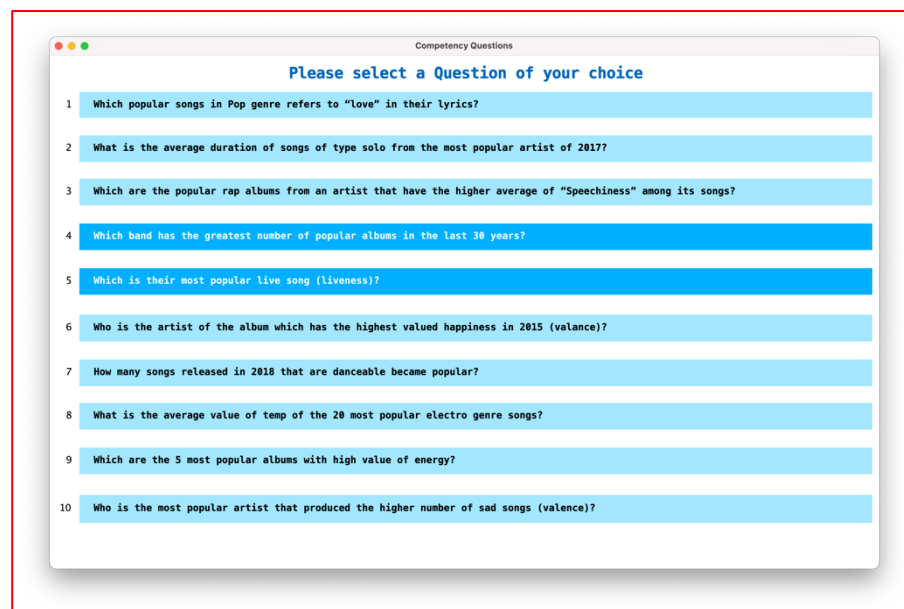 Competency Questions
Please select a Question of your choice
1 Which popular songs in Pop genre refers to “love” in their lyrics?
2 What is the average duration of songs of type solo from the most popular artist of 2017?
3 Which are the popular rap albums from an artist that have the higher average of “Speechiness” among its songs?
4 Which band has the greatest number of popular albums in the last 30 years?
5 Which is their most popular live song (liveness)?
6 Who is the artist of the album which has the highest valued happiness in 2015 (valance)?
7 How many songs released in 2018 that are danceable became popular?
8 What is the average value of temp of the 20 most popular electro genre songs?
9 Which are the 5 most popular albums with high value of energy?
10 Who is the most popular artist that produced the higher number of sad songs (valence)?